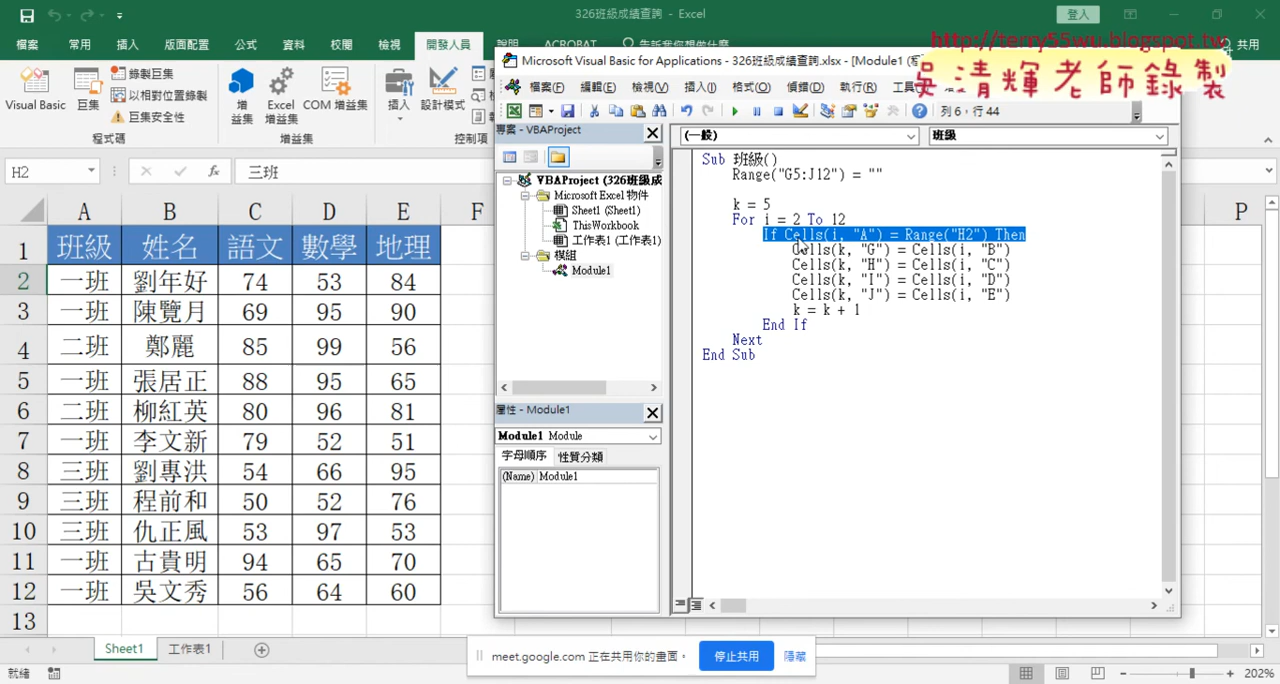 326班級成績查詢 - Excel
登入
檔案 常用 插入 版面配置 公式 資料 校閱 檢視 開發人員 說明 ACROBAT 告訴我你想做什麼 共用
http://terry55wu.blogspot.tw
吳清輝老師錄製
Visual Basic 巨集 錄製巨集 以相對位置錄製 巨集安全性 增益集 Excel 增益集 COM 增益集 插入 設計模式
程式碼 增益集 控制項
H2 fx 三班
A B C D E F P
1 班級 姓名 語文 數學 地理
2 一班 劉年好 74 53 84
3 一班 陳覽月 69 95 90
4 二班 鄭麗 85 99 56
5 一班 張居正 88 95 65
6 二班 柳紅英 80 96 81
7 一班 李文新 79 52 51
8 三班 劉專洪 54 66 95
9 三班 程前和 50 52 76
10 三班 仇正風 53 97 53
11 一班 古貴明 94 65 70
12 一班 吳文秀 56 64 60
13
Sheet1 工作表1
就緒
202%
Microsoft Visual Basic for Applications - 326班級成績查詢.xlsx - [Module1
檔案(F) 編輯(E) 檢視(V) 插入(I) 格式(O) 偵錯(D) 執行(R)
列 6，行 44
專案 - VBAProject
VBAProject (326班級成
Microsoft Excel 物件
Sheet1 (Sheet1)
ThisWorkbook
工作表1 (工作表1)
模組
Module1
屬性 - Module1
Module1 Module
字母順序 性質分類
(Name) Module1
(一般) 班級
Sub 班級()
Range("G5:J12") = ""
k = 5
For i = 2 To 12
If Cells(i, "A") = Range("H2") Then
Cells(k, "G") = Cells(i, "B")
Cells(k, "H") = Cells(i, "C")
Cells(k, "I") = Cells(i, "D")
Cells(k, "J") = Cells(i, "E")
k = k + 1
End If
Next
End Sub
meet.google.com 正在共用你的畫面。 停止共用 隱藏